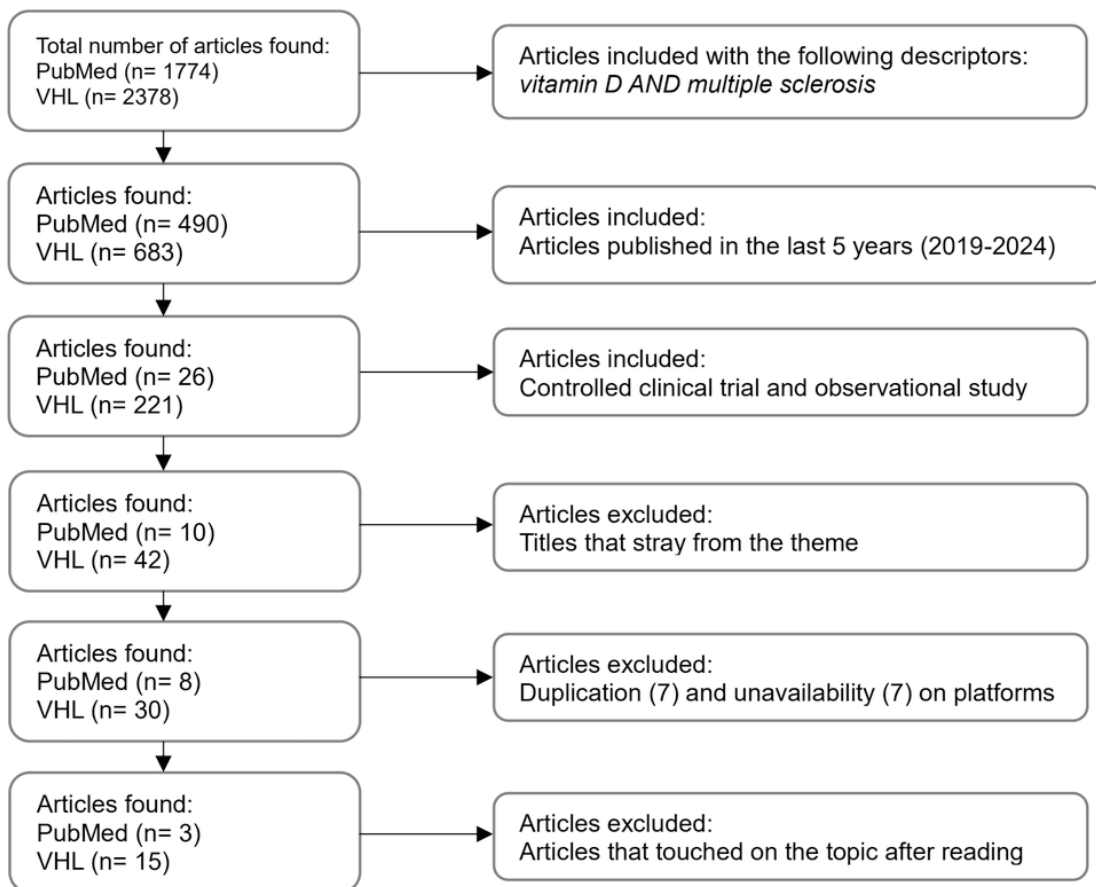 Total number of articles found:
PubMed (n= 1774)
VHL (n= 2378)
Articles included with the following descriptors:
vitamin D AND multiple sclerosis
Articles found:
PubMed (n= 490)
VHL (n= 683)
Articles included:
Articles published in the last 5 years (2019-2024)
Articles found:
PubMed (n= 26)
VHL (n= 221)
Articles included:
Controlled clinical trial and observational study
Articles found:
PubMed (n= 10)
VHL (n= 42)
Articles excluded:
Titles that stray from the theme
Articles found:
PubMed (n= 8)
VHL (n= 30)
Articles excluded:
Duplication (7) and unavailability (7) on platforms
Articles found:
PubMed (n= 3)
VHL (n= 15)
Articles excluded:
Articles that touched on the topic after reading